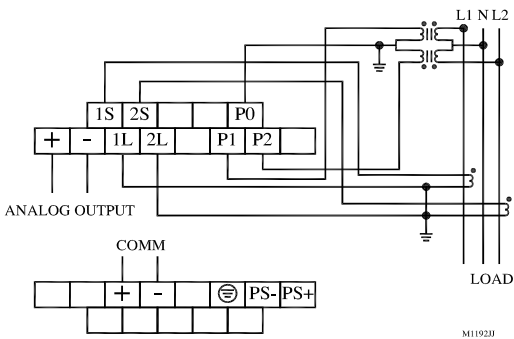 L1 N L2
1S 2S P0
+ - 1L 2L P1 P2
ANALOG OUTPUT
COMM
+ - PS- PS+
LOAD
M1192JJ